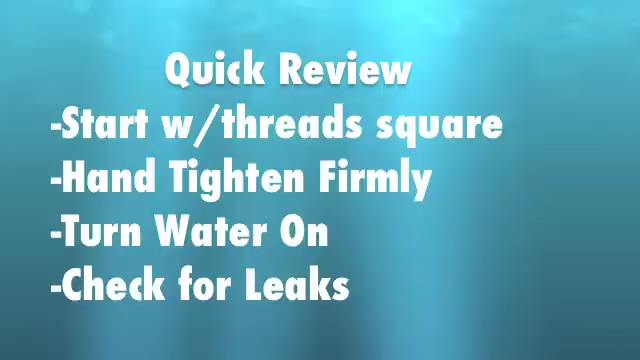 Quick Review
-Start w/threads square
-Hand Tighten Firmly
-Turn Water On
-Check for Leaks